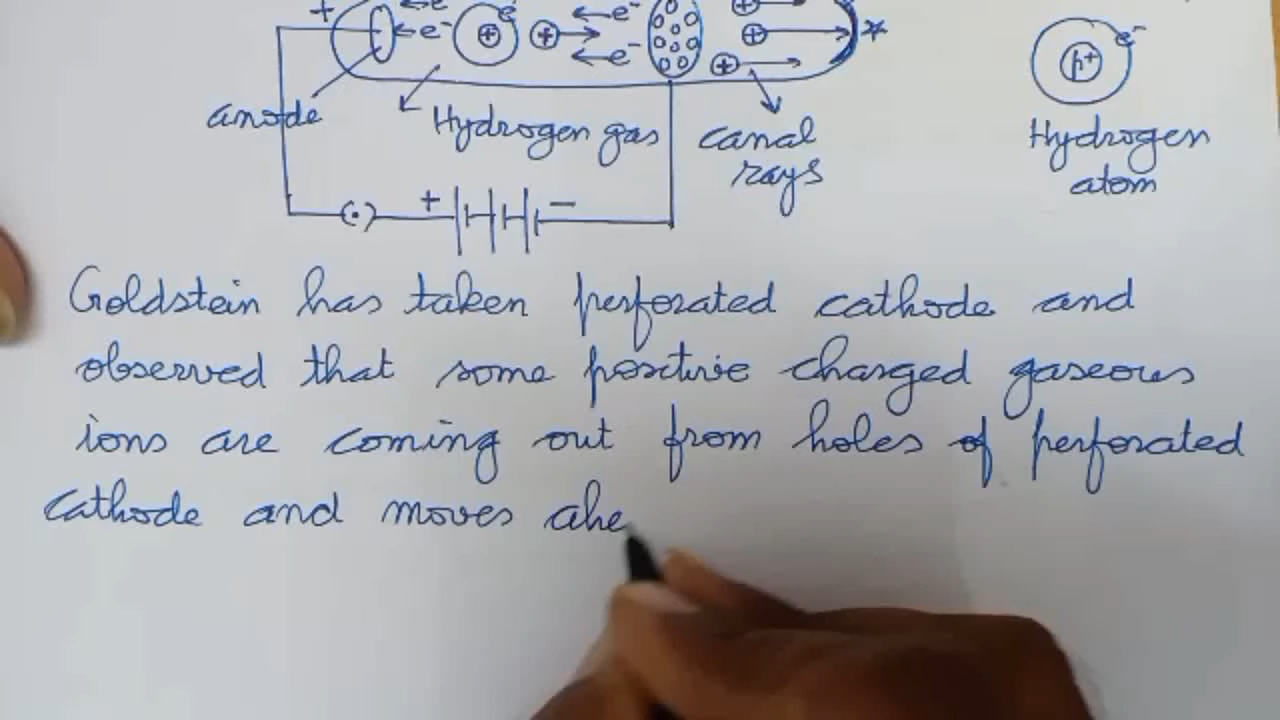 + e e
e⁻ + + e⁻ + e⁻
e⁻ + p+
anode Hydrogen gas canal rays Hydrogen atom
+ −
Goldstein has taken perforated cathode and
observed that some positive charged gaseous
ions are coming out from holes of perforated
cathode and moves ahe